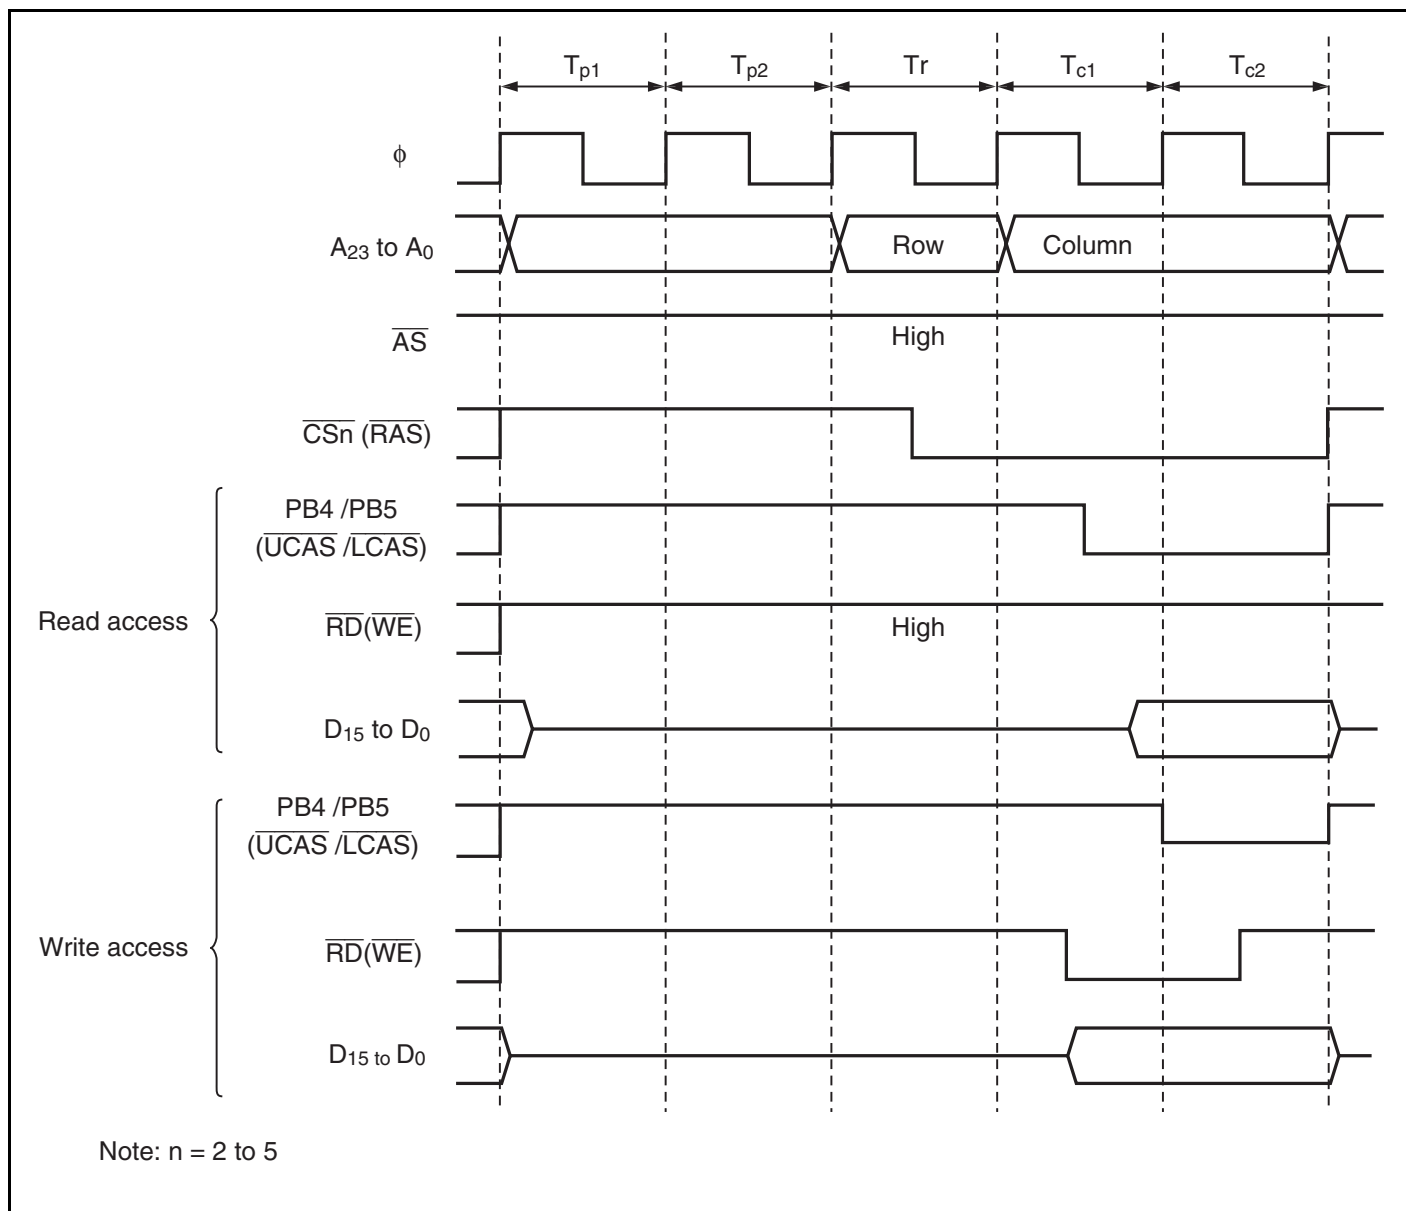 Tp1 Tp2 Tr Tc1 Tc2
ϕ
A23 to A0 Row Column
AS High
CSn (RAS)
PB4 /PB5
(UCAS /LCAS)
Read access
RD(WE) High
D15 to D0
PB4 /PB5
(UCAS /LCAS)
Write access
RD(WE)
D15 to D0
Note: n = 2 to 5